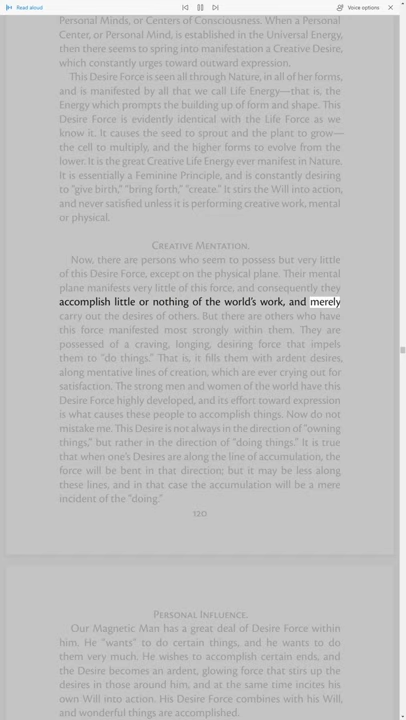 Read aloud
Voice options
Personal Minds, or Centers of Consciousness. When a Personal
Center, or Personal Mind, is established in the Universal Energy,
then there seems to spring into manifestation a Creative Desire,
which constantly urges toward outward expression.
This Desire Force is seen all through Nature, in all of her forms,
and is manifested by all that we call Life Energy—that is, the
Energy which prompts the building up of form and shape. This
Desire Force is evidently identical with the Life Force as we
know it. It causes the seed to sprout and the plant to grow—
the cell to multiply, and the higher forms to evolve from the
lower. It is the great Creative Life Energy ever manifest in Nature.
It is essentially a Feminine Principle, and is constantly desiring
to "give birth," "bring forth," "create." It stirs the Will into action,
and never satisfied unless it is performing creative work, mental
or physical.
Creative Mentation.
Now, there are persons who seem to possess but very little
of this Desire Force, except on the physical plane. Their mental
plane manifests very little of this force, and consequently they
accomplish little or nothing of the world's work, and merely
carry out the desires of others. But there are others who have
this force manifested most strongly within them. They are
possessed of a craving, longing, desiring force that impels
them to "do things." That is, it fills them with ardent desires,
along mentative lines of creation, which are ever crying out for
satisfaction. The strong men and women of the world have this
Desire Force highly developed, and its effort toward expression
is what causes these people to accomplish things. Now do not
mistake me. This Desire is not always in the direction of "owning
things," but rather in the direction of "doing things." It is true
that when one's Desires are along the line of accumulation, the
force will be bent in that direction; but it may be less along
these lines, and in that case the accumulation will be a mere
incident of the "doing."
120
Personal Influence.
Our Magnetic Man has a great deal of Desire Force within
him. He "wants" to do certain things, and he wants to do
them very much. He wishes to accomplish certain ends, and
the Desire becomes an ardent, glowing force that stirs up the
desires in those around him, and at the same time incites his
own Will into action. His Desire Force combines with his Will,
and wonderful things are accomplished.